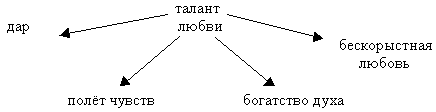 талант
любви
дар
бескорыстная
любовь
полёт чувств
богатство духа